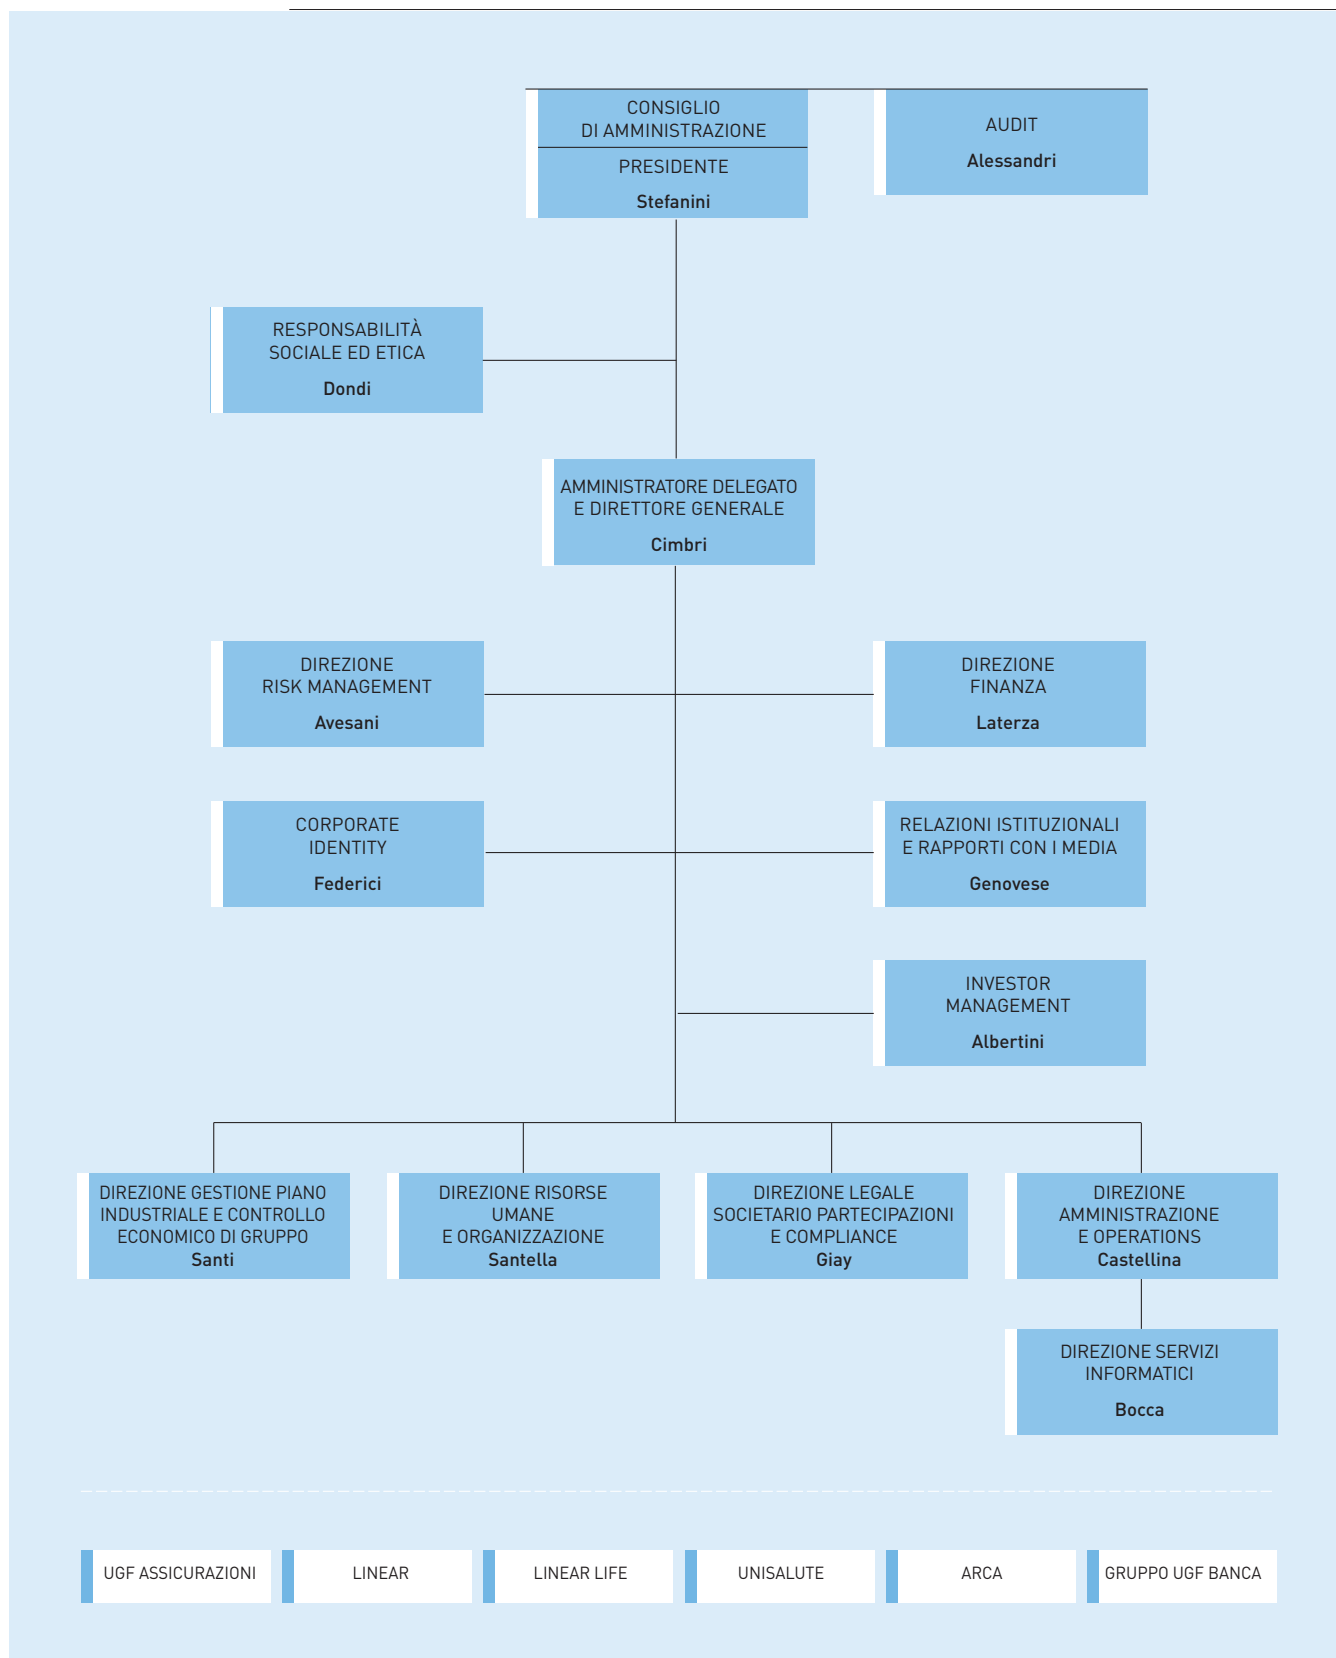 CONSIGLIO
DI AMMINISTRAZIONE
PRESIDENTE
Stefanini
AUDIT
Alessandri
RESPONSABILITÀ
SOCIALE ED ETICA
Dondi
AMMINISTRATORE DELEGATO
E DIRETTORE GENERALE
Cimbri
DIREZIONE
RISK MANAGEMENT
Avesani
DIREZIONE
FINANZA
Laterza
CORPORATE
IDENTITY
Federici
RELAZIONI ISTITUZIONALI
E RAPPORTI CON I MEDIA
Genovese
INVESTOR
MANAGEMENT
Albertini
DIREZIONE GESTIONE PIANO
INDUSTRIALE E CONTROLLO
ECONOMICO DI GRUPPO
Santi
DIREZIONE RISORSE
UMANE
E ORGANIZZAZIONE
Santella
DIREZIONE LEGALE
SOCIETARIO PARTECIPAZIONI
E COMPLIANCE
Giay
DIREZIONE
AMMINISTRAZIONE
E OPERATIONS
Castellina
DIREZIONE SERVIZI
INFORMATICI
Bocca
UGF ASSICURAZIONI
LINEAR
LINEAR LIFE
UNISALUTE
ARCA
GRUPPO UGF BANCA